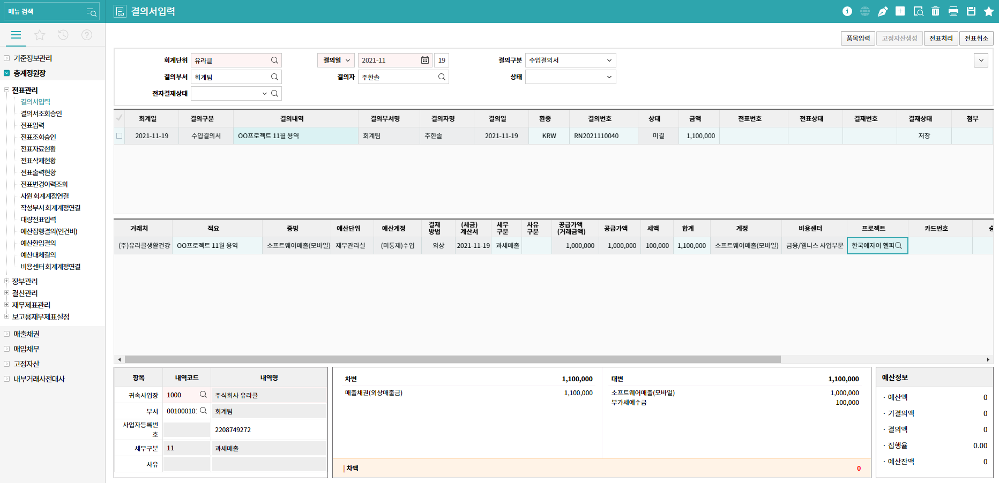 메뉴 검색
결의서입력
품목입력
고정자산생성
전표처리
전표취소
기준정보관리
총계정원장
전표관리
결의서입력
결의서조회승인
전표입력
전표조회승인
전표자료현황
전표삭제현황
전표출력현황
전표변경이력조회
사원 회계계정연결
작성부서 회계계정연결
대량전표입력
예산집행결의(인건비)
예산환입결의
예산대체결의
비용센터 회계계정연결
장부관리
결산관리
재무제표관리
보고용재무제표설정
매출채권
매입채무
고정자산
내부거래사전대사
회계단위 유라클 결의일 2021-11 19 결의구분 수입결의서
결의부서 회계팀 결의자 주한솔 상태
전자결재상태
회계일 결의구분 결의내역 결의부서명 결의자명 결의일 환종 결의번호 상태 금액 전표번호 전표상태 결재번호 결재상태 첨부
2021-11-19 수입결의서 OO프로젝트 11월 용역 회계팀 주한솔 2021-11-19 KRW RN2021110040 미결 1,100,000 저장
거래처 적요 증빙 예산단위 예산계정 결제 방법 (세금) 계산서 세무 구분 사유 구분 공급가액 (거래금액) 공급가액 세액 합계 계정 비용센터 프로젝트 카드번호
(주)유라클생활건강 OO프로젝트 11월 용역 소프트웨어매출(모바일) 재무관리실 (미통제)수입 외상 2021-11-19 과세매출 1,000,000 1,000,000 100,000 1,100,000 소프트웨어매출(모바일) 금융/웰니스 사업부문 한국에자이 헬피
항목 내역코드 내역명
귀속사업장 1000 주식회사 유라클
부서 00100010 회계팀
사업자등록번
호 2208749272
세무구분 11 과세매출
사유
차변 1,100,000
매출채권(외상매출금) 1,100,000
대변 1,100,000
소프트웨어매출(모바일) 1,000,000
부가세예수금 100,000
차액 0
예산정보
· 예산액 0
· 기결의액 0
· 결의액 0
· 집행율 0.00
· 예산잔액 0